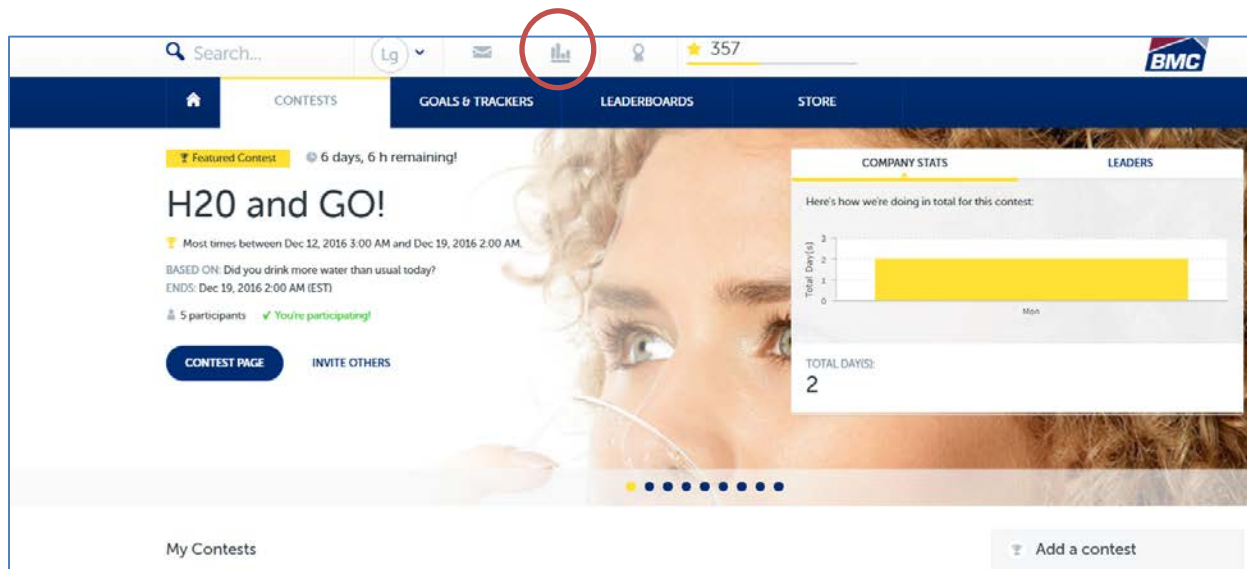 Search...
Lg
357
BMC
CONTESTS
GOALS & TRACKERS
LEADERBOARDS
STORE
Featured Contest
6 days, 6 h remaining!
H20 and GO!
Most times between Dec 12, 2016 3:00 AM and Dec 19, 2016 2:00 AM.
BASED ON: Did you drink more water than usual today?
ENDS: Dec 19, 2016 2:00 AM (EST)
5 participants ✓ You're participating!
CONTEST PAGE
INVITE OTHERS
COMPANY STATS
LEADERS
Here's how we're doing in total for this contest:
Total Day(s)
3
2
1
0
Mon
TOTAL DAY(S):
2
My Contests
Add a contest